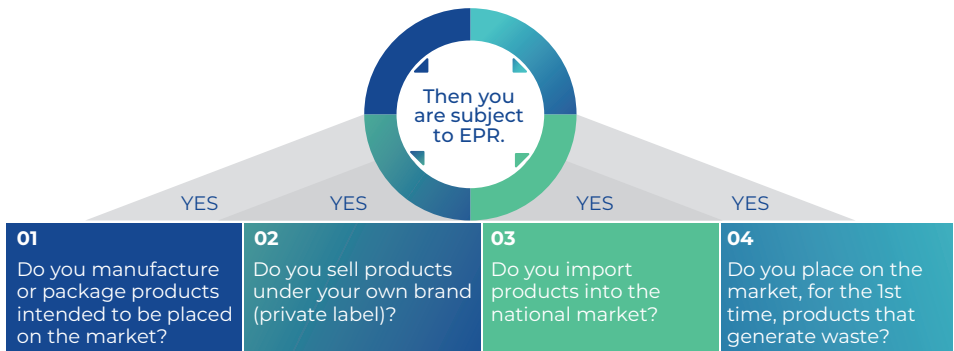 Then you
are subject
to EPR.
YES
YES
YES
YES
01
Do you manufacture
or package products
intended to be placed
on the market?
02
Do you sell products
under your own brand
(private label)?
03
Do you import
products into the
national market?
04
Do you place on the
market, for the 1st
time, products that
generate waste?